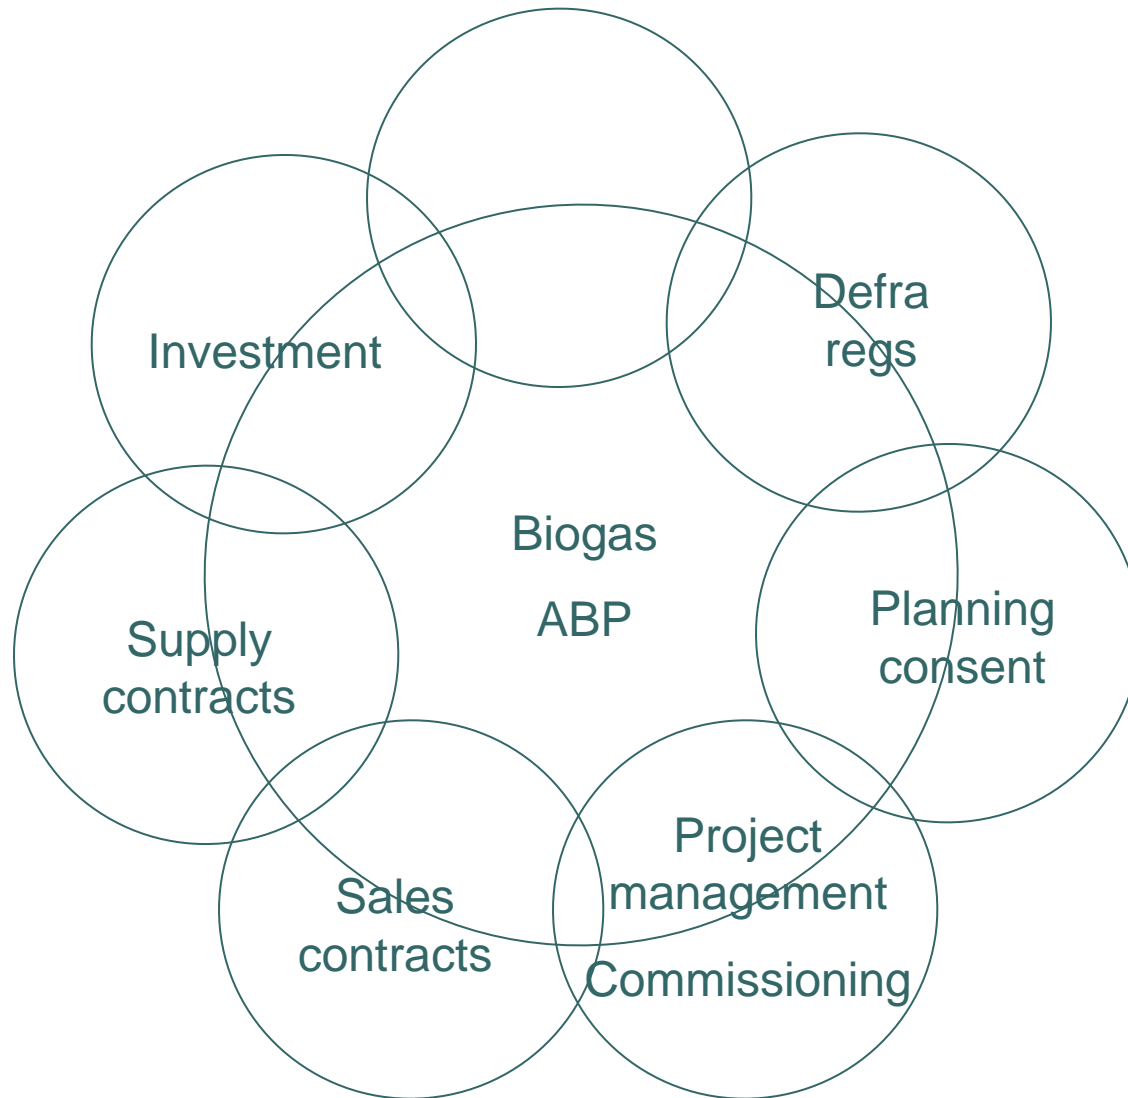 Defra
regs
Investment
Biogas
ABP
Planning
consent
Supply
contracts
Project
management
Commissioning
Sales
contracts